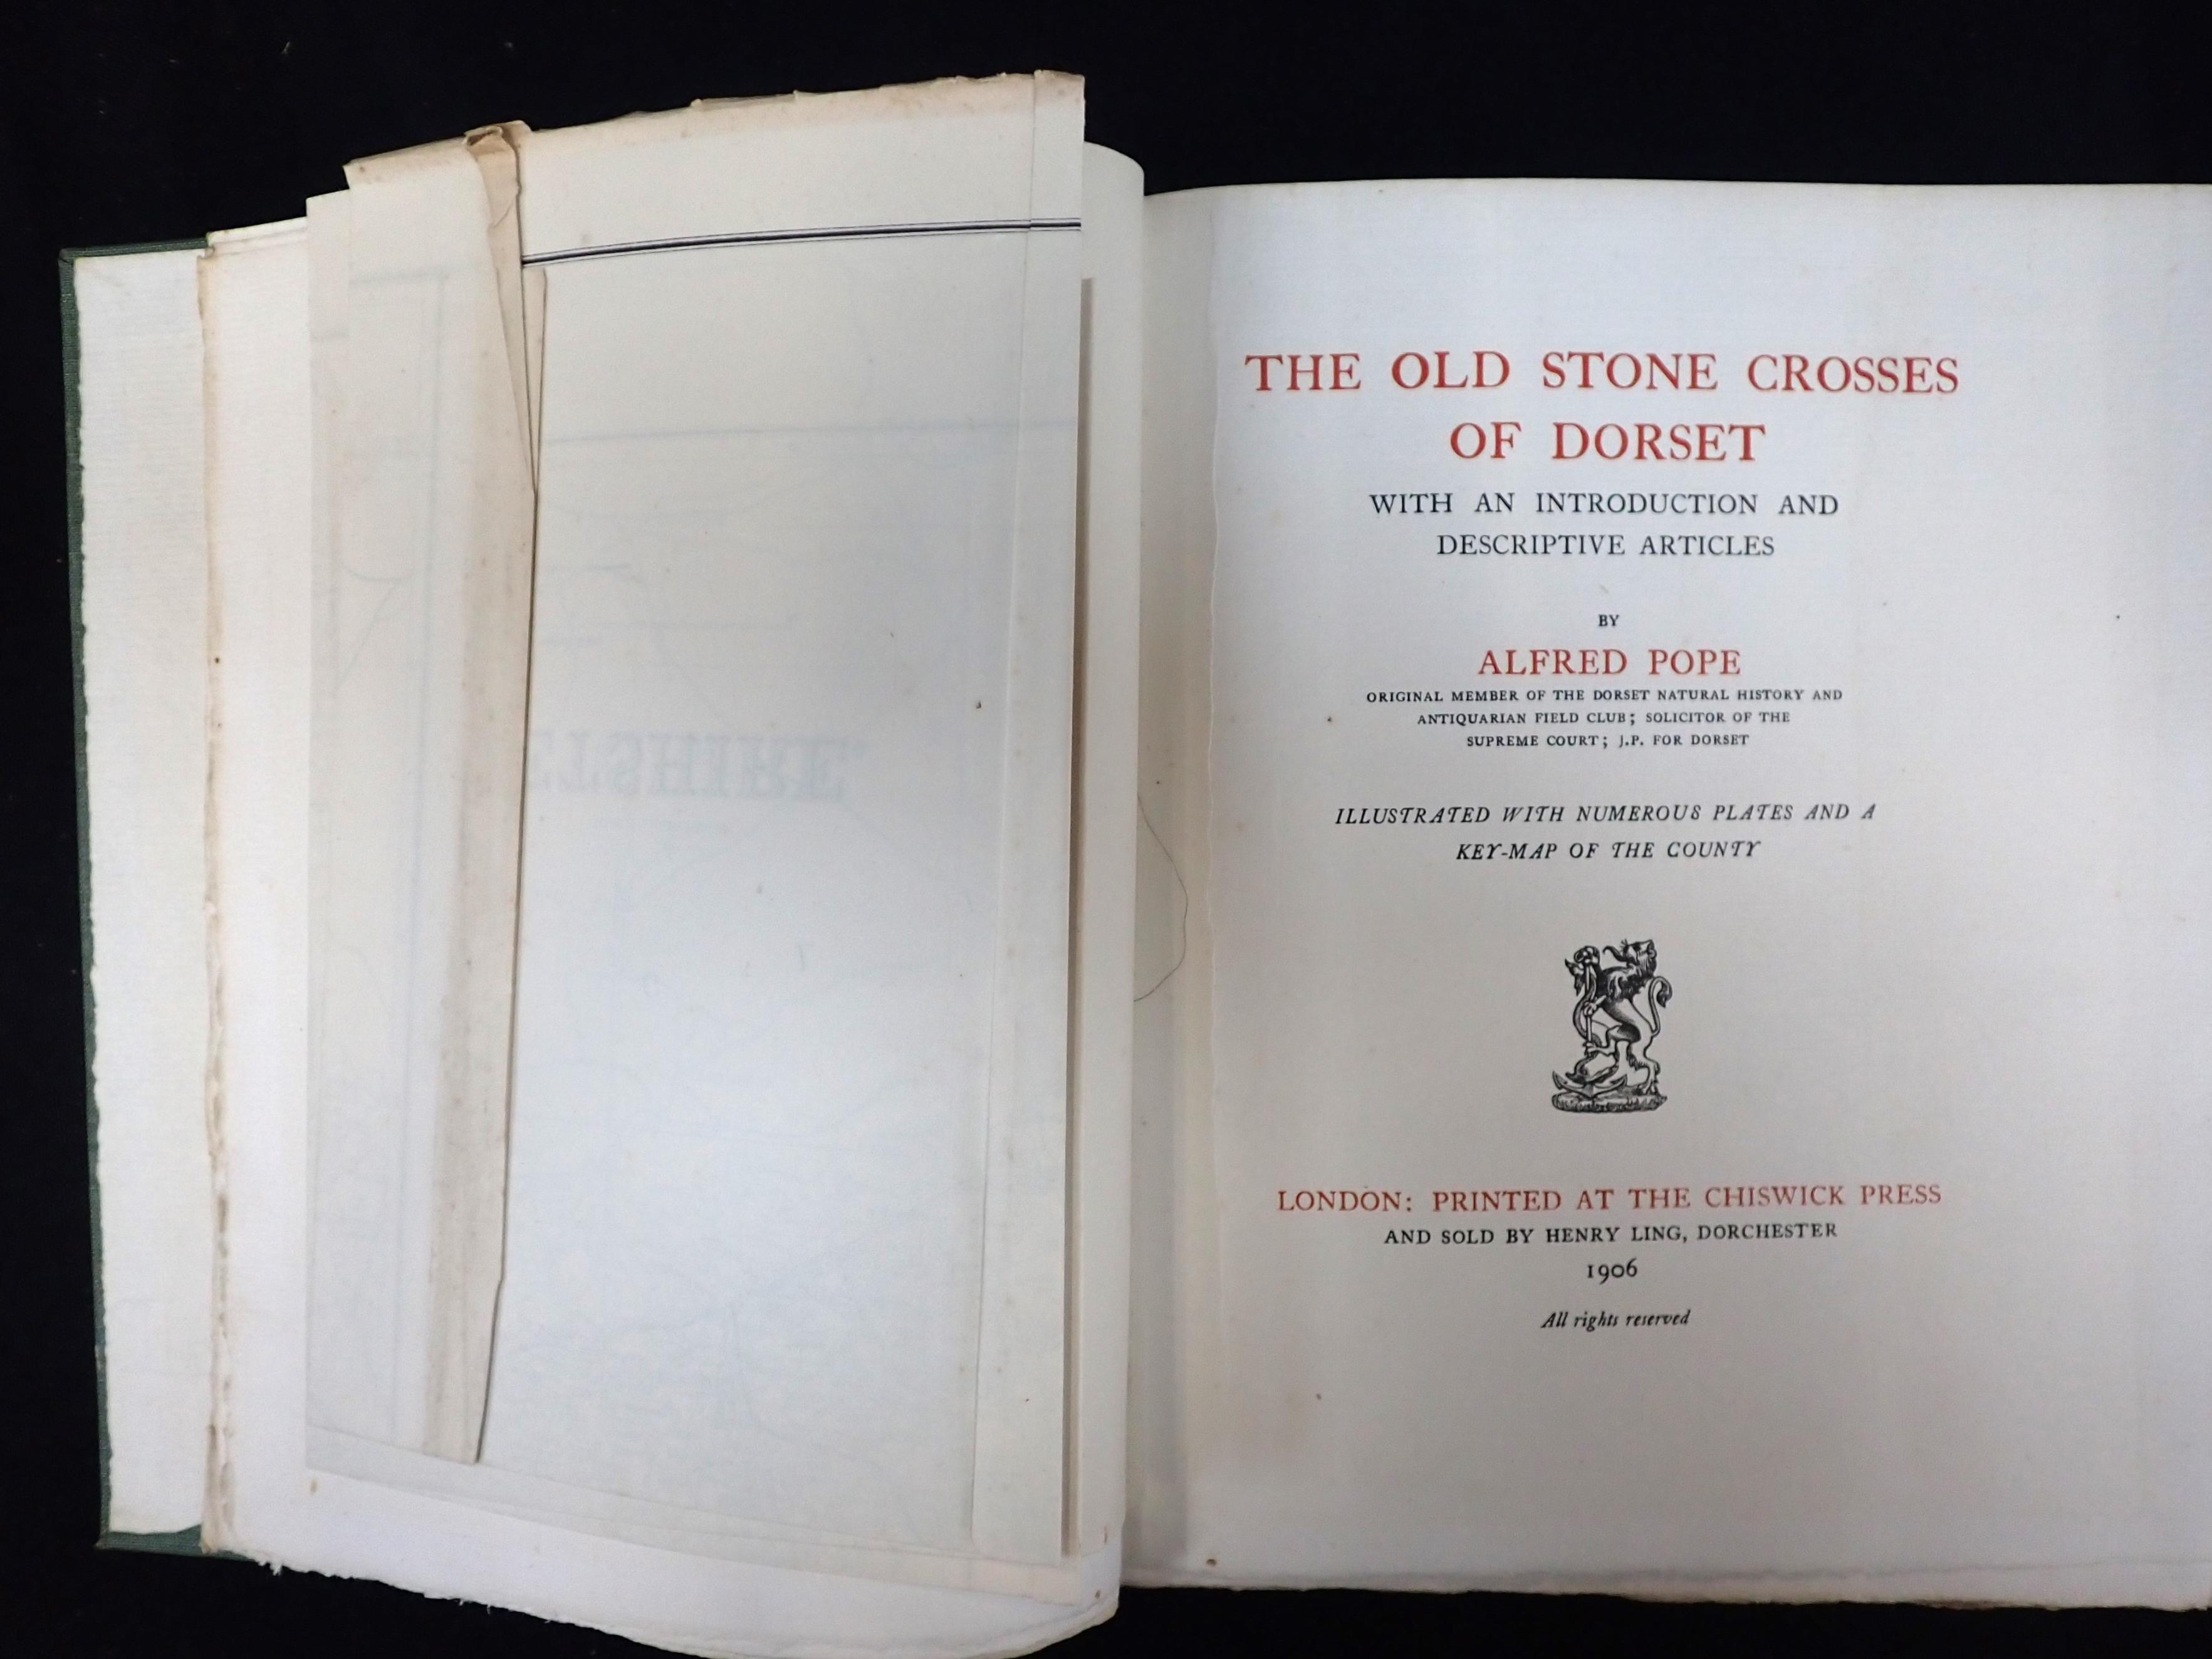 THE OLD STONE CROSSES
OF DORSET
WITH AN INTRODUCTION AND
DESCRIPTIVE ARTICLES
BY
ALFRED POPE
ORIGINAL MEMBER OF THE DORSET NATURAL HISTORY AND
ANTIQUARIAN FIELD CLUB; SOLICITOR OF THE
SUPREME COURT; J.P. FOR DORSET
ILLUSTRATED WITH NUMEROUS PLATES AND A
KEY-MAP OF THE COUNTY
LONDON: PRINTED AT THE CHISWICK PRESS
AND SOLD BY HENRY LING, DORCHESTER
1906
All rights reserved